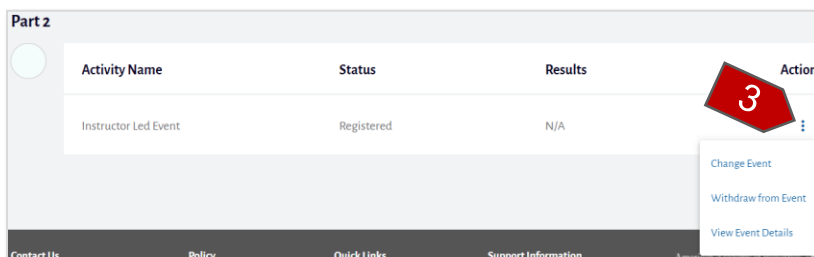 Part 2
Activity Name Status Results Action
3
Instructor Led Event Registered N/A
Change Event
Withdraw from Event
View Event Details
Contact Us Policy Quick Links Support Information